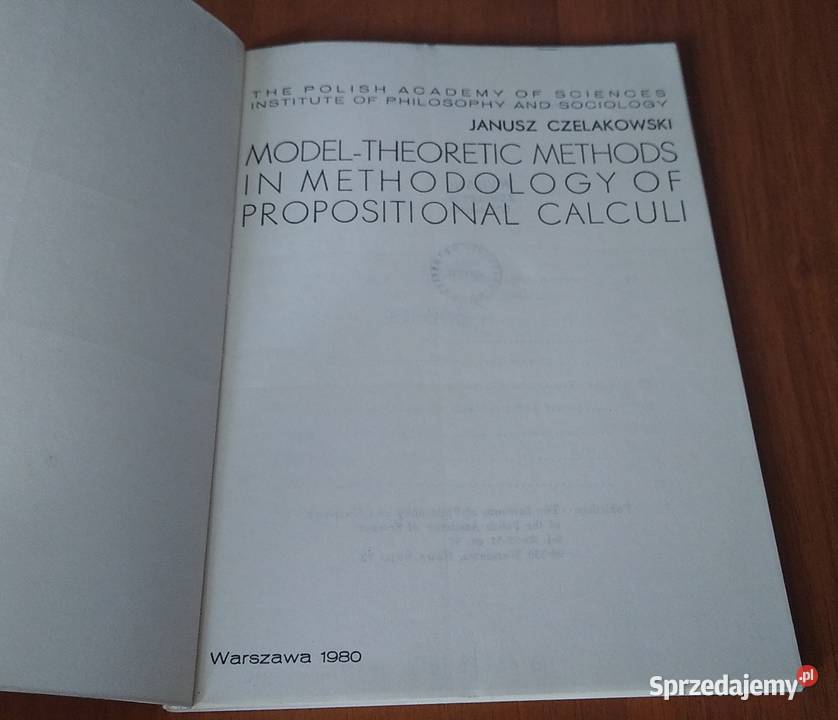 THE POLISH ACADEMY OF SCIENCES
INSTITUTE OF PHILOSOPHY AND SOCIOLOGY
JANUSZ CZELAKOWSKI
MODEL-THEORETIC METHODS
IN METHODOLOGY OF
PROPOSITIONAL CALCULI
Warszawa 1980
Sprzedajemy.pl